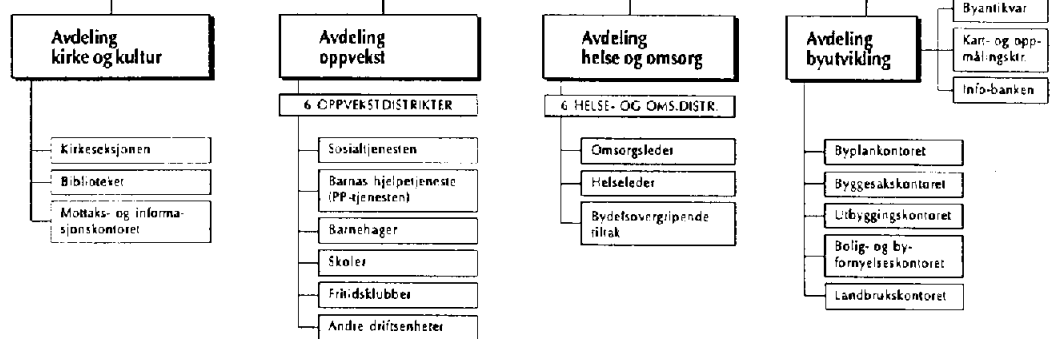 Avdeling
kirke og kultur
Kirkeseksjonen
Biblioteket
Mottaks- og informa-
sjonskontoret
Avdeling
oppvekst
6 OPPVEKSTDISTRIKTER
Sosialtjenesten
Barnas hjelpetjeneste
(PP-tjenesten)
Barnehager
Skoler
Fritidsklubber
Andre driftsenheter
Avdeling
helse og omsorg
6 HELSE- OG OMS.DISTR.
Omsorgsleder
Helseleder
Bydelsovergripende
tiltak
Avdeling
byutvikling
Byantikvar
Kart- og opp-
målingsktr.
Info-banken
Byplankontoret
Byggesakskontoret
Utbyggingskontoret
Bolig- og by-
fornyelseskontoret
Landbrukskontoret